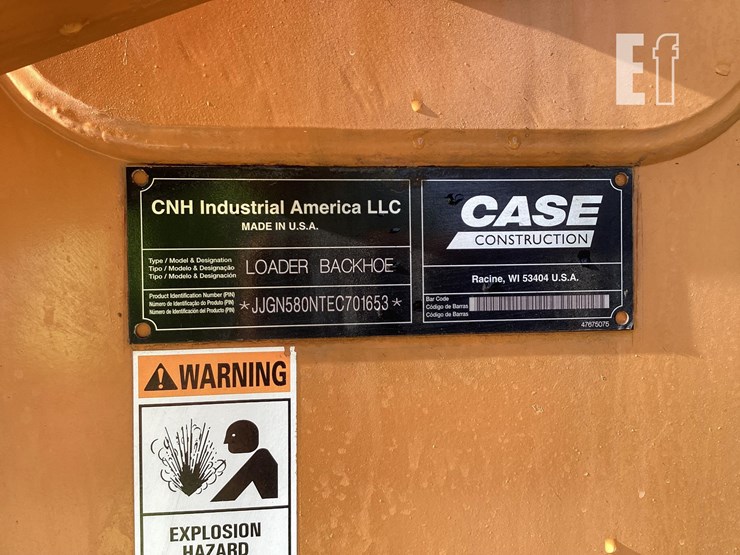 Ef
CNH Industrial America LLC
MADE IN U.S.A.
Type / Model & Designation
Tipo / Modelo & Designação
Tipo / Modelo & Designación
LOADER BACKHOE
Product Identification Number (PIN)
Número de Identificação do Produto (PIN)
Número de Identificación del Producto (PIN)
*JJGN580NTEC701653*
CASE
CONSTRUCTION
Racine, WI 53404 U.S.A.
Bar Code
Código de Barras
Código de Barras
47675075
WARNING
EXPLOSION
HAZARD